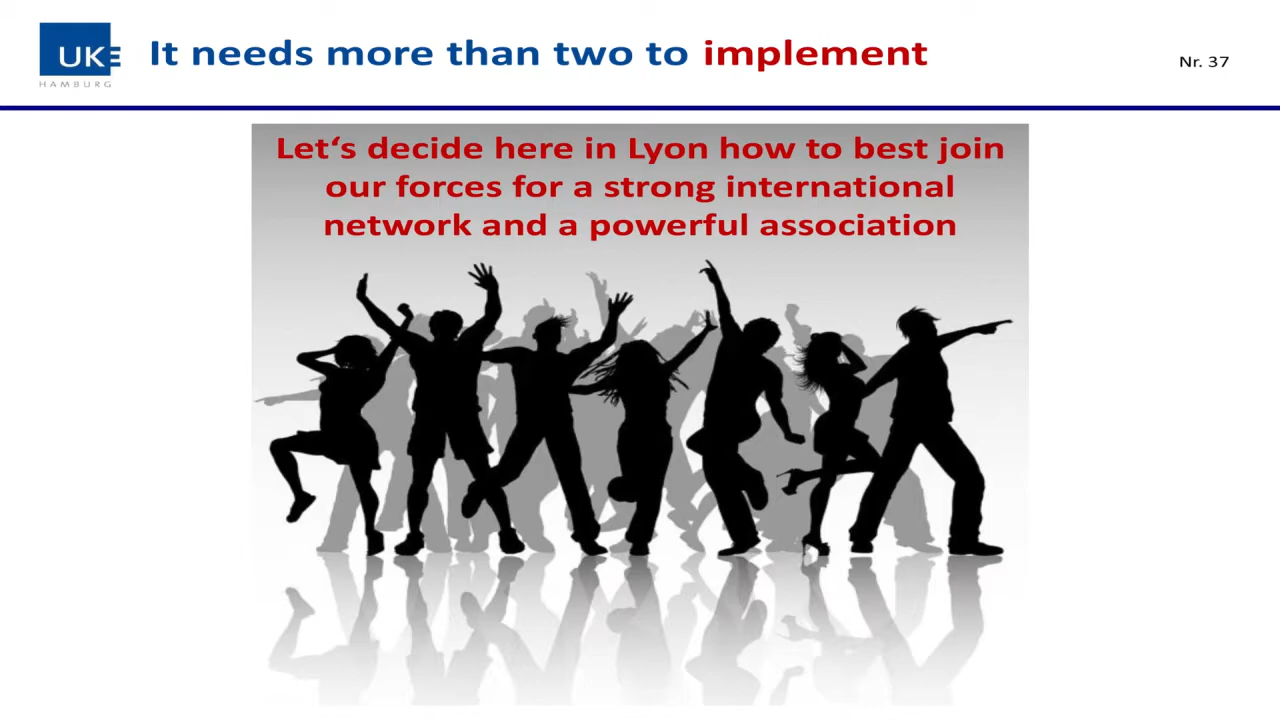 UKE
HAMBURG
It needs more than two to implement
Nr. 37
Let‘s decide here in Lyon how to best join
our forces for a strong international
network and a powerful association